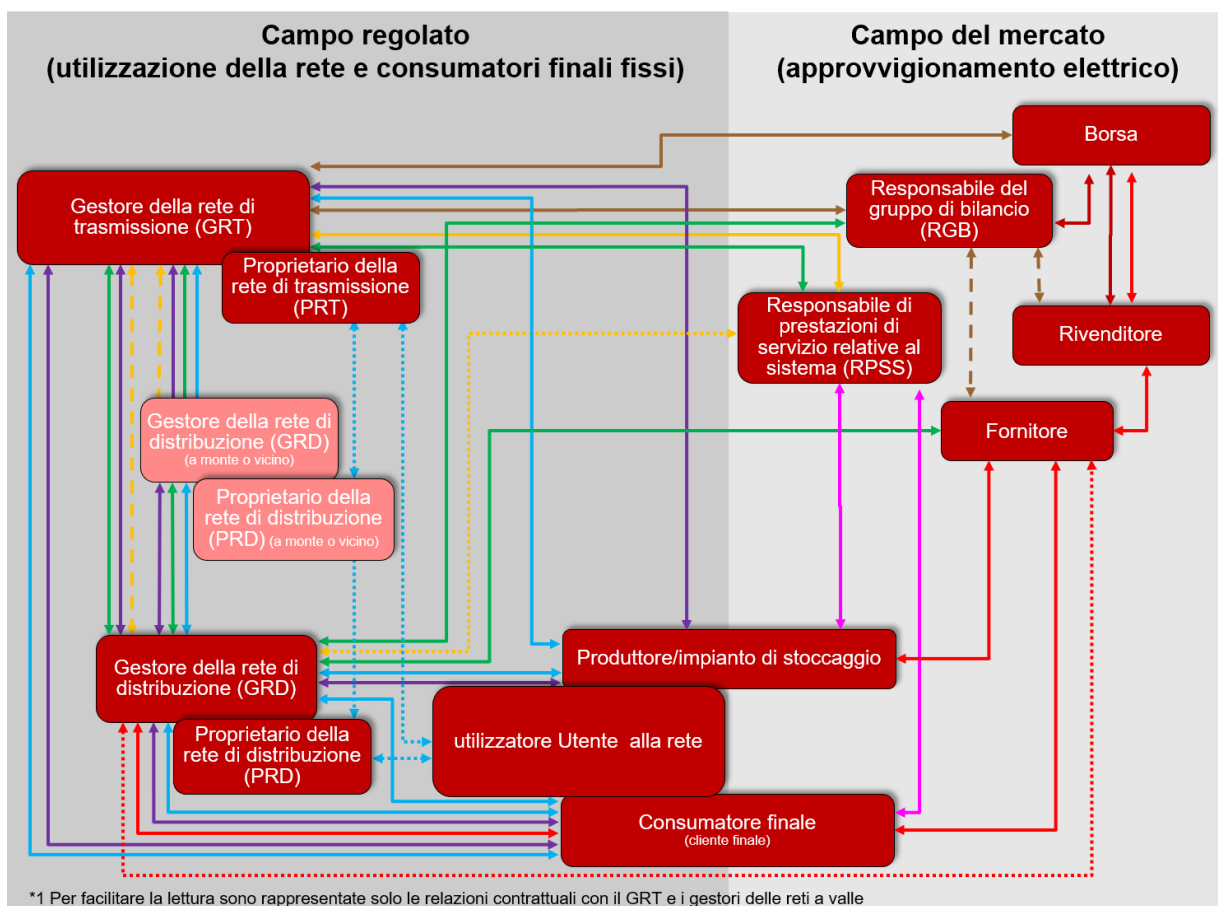 Campo regolato
(utilizzazione della rete e consumatori finali fissi)
Campo del mercato
(approvvigionamento elettrico)
Borsa
Gestore della rete di
trasmissione (GRT)
Responsabile del
gruppo di bilancio
(RGB)
Proprietario della
rete di trasmissione
(PRT)
Responsabile di
prestazioni di
servizio relative al
sistema (RPSS)
Rivenditore
Gestore della rete di
distribuzione (GRD)
(a monte o vicino)
Fornitore
Proprietario della
rete di distribuzione
(PRD) (a monte o vicino)
Gestore della rete di
distribuzione (GRD)
Produttore/impianto di stoccaggio
Proprietario della
rete di distribuzione
(PRD)
utilizzatore Utente alla rete
Consumatore finale
(cliente finale)
*1 Per facilitare la lettura sono rappresentate solo le relazioni contrattuali con il GRT e i gestori delle reti a valle